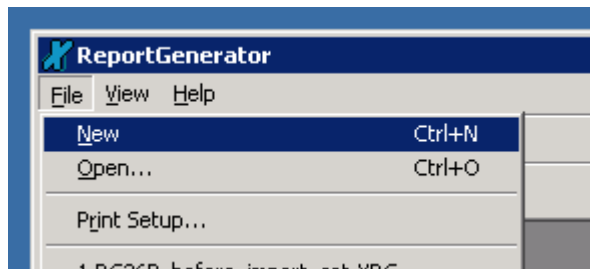 ReportGenerator
File View Help
New Ctrl+N
Open... Ctrl+O
Print Setup...